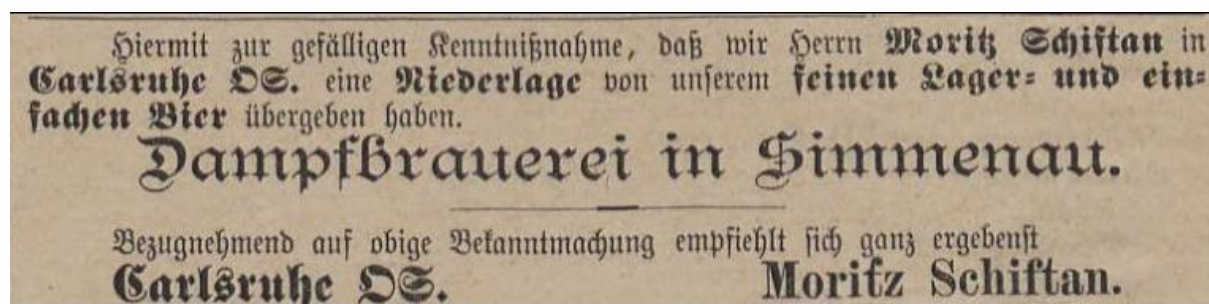 Hiermit zur gefälligen Kenntnißnahme, daß wir Herrn Moritz Schiftan in
Carlsruhe OS. eine Niederlage von unserem feinen Lager= und ein=
fachen Bier übergeben haben.
Dampfbrauerei in Simmenau.
Bezugnehmend auf obige Bekanntmachung empfiehlt sich ganz ergebenst
Carlsruhe OS. Moritz Schiftan.